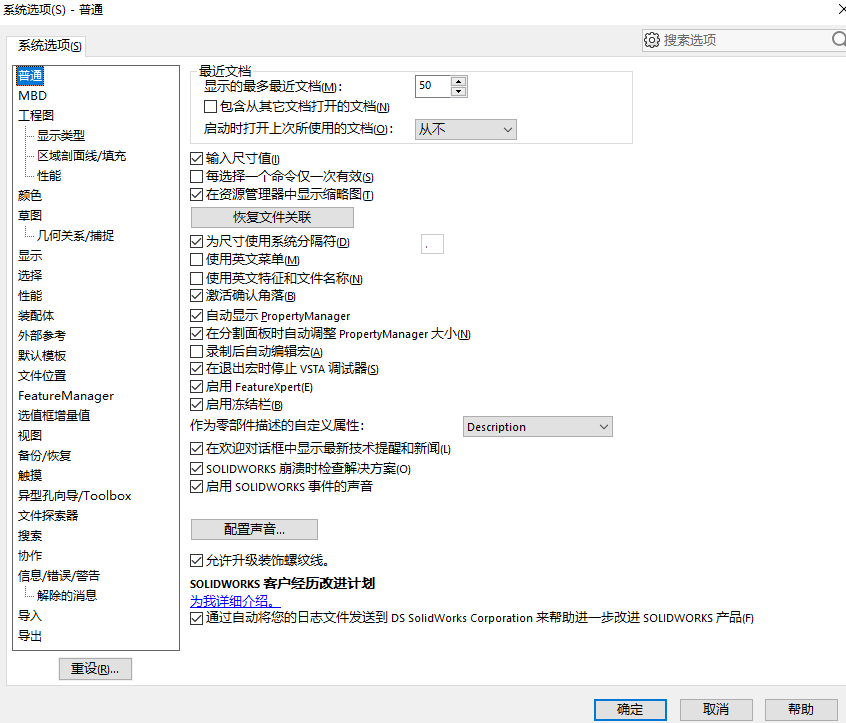 系统选项(S) - 普通
系统选项(S)
搜索选项
普通
MBD
工程图
显示类型
区域剖面线/填充
性能
颜色
草图
几何关系/捕捉
显示
选择
性能
装配体
外部参考
默认模板
文件位置
FeatureManager
选值框增量值
视图
备份/恢复
触摸
异型孔向导/Toolbox
文件探索器
搜索
协作
信息/错误/警告
解除的消息
导入
导出
重设(R)...
最近文档
显示的最多最近文档(M): 50
包含从其它文档打开的文档(N)
启动时打开上次所使用的文档(O): 从不
输入尺寸值(I)
每选择一个命令仅一次有效(S)
在资源管理器中显示缩略图(T)
恢复文件关联
为尺寸使用系统分隔符(D) .
使用英文菜单(M)
使用英文特征和文件名称(N)
激活确认角落(B)
自动显示 PropertyManager
在分割面板时自动调整 PropertyManager 大小(N)
录制后自动编辑宏(A)
在退出宏时停止 VSTA 调试器(S)
启用 FeatureXpert(E)
启用冻结栏(B)
作为零部件描述的自定义属性: Description
在欢迎对话框中显示最新技术提醒和新闻(L)
SOLIDWORKS 崩溃时检查解决方案(O)
启用 SOLIDWORKS 事件的声音
配置声音...
允许升级装饰螺纹线。
SOLIDWORKS 客户经历改进计划
为我详细介绍。
通过自动将您的日志文件发送到 DS SolidWorks Corporation 来帮助进一步改进 SOLIDWORKS 产品(F)
确定
取消
帮助